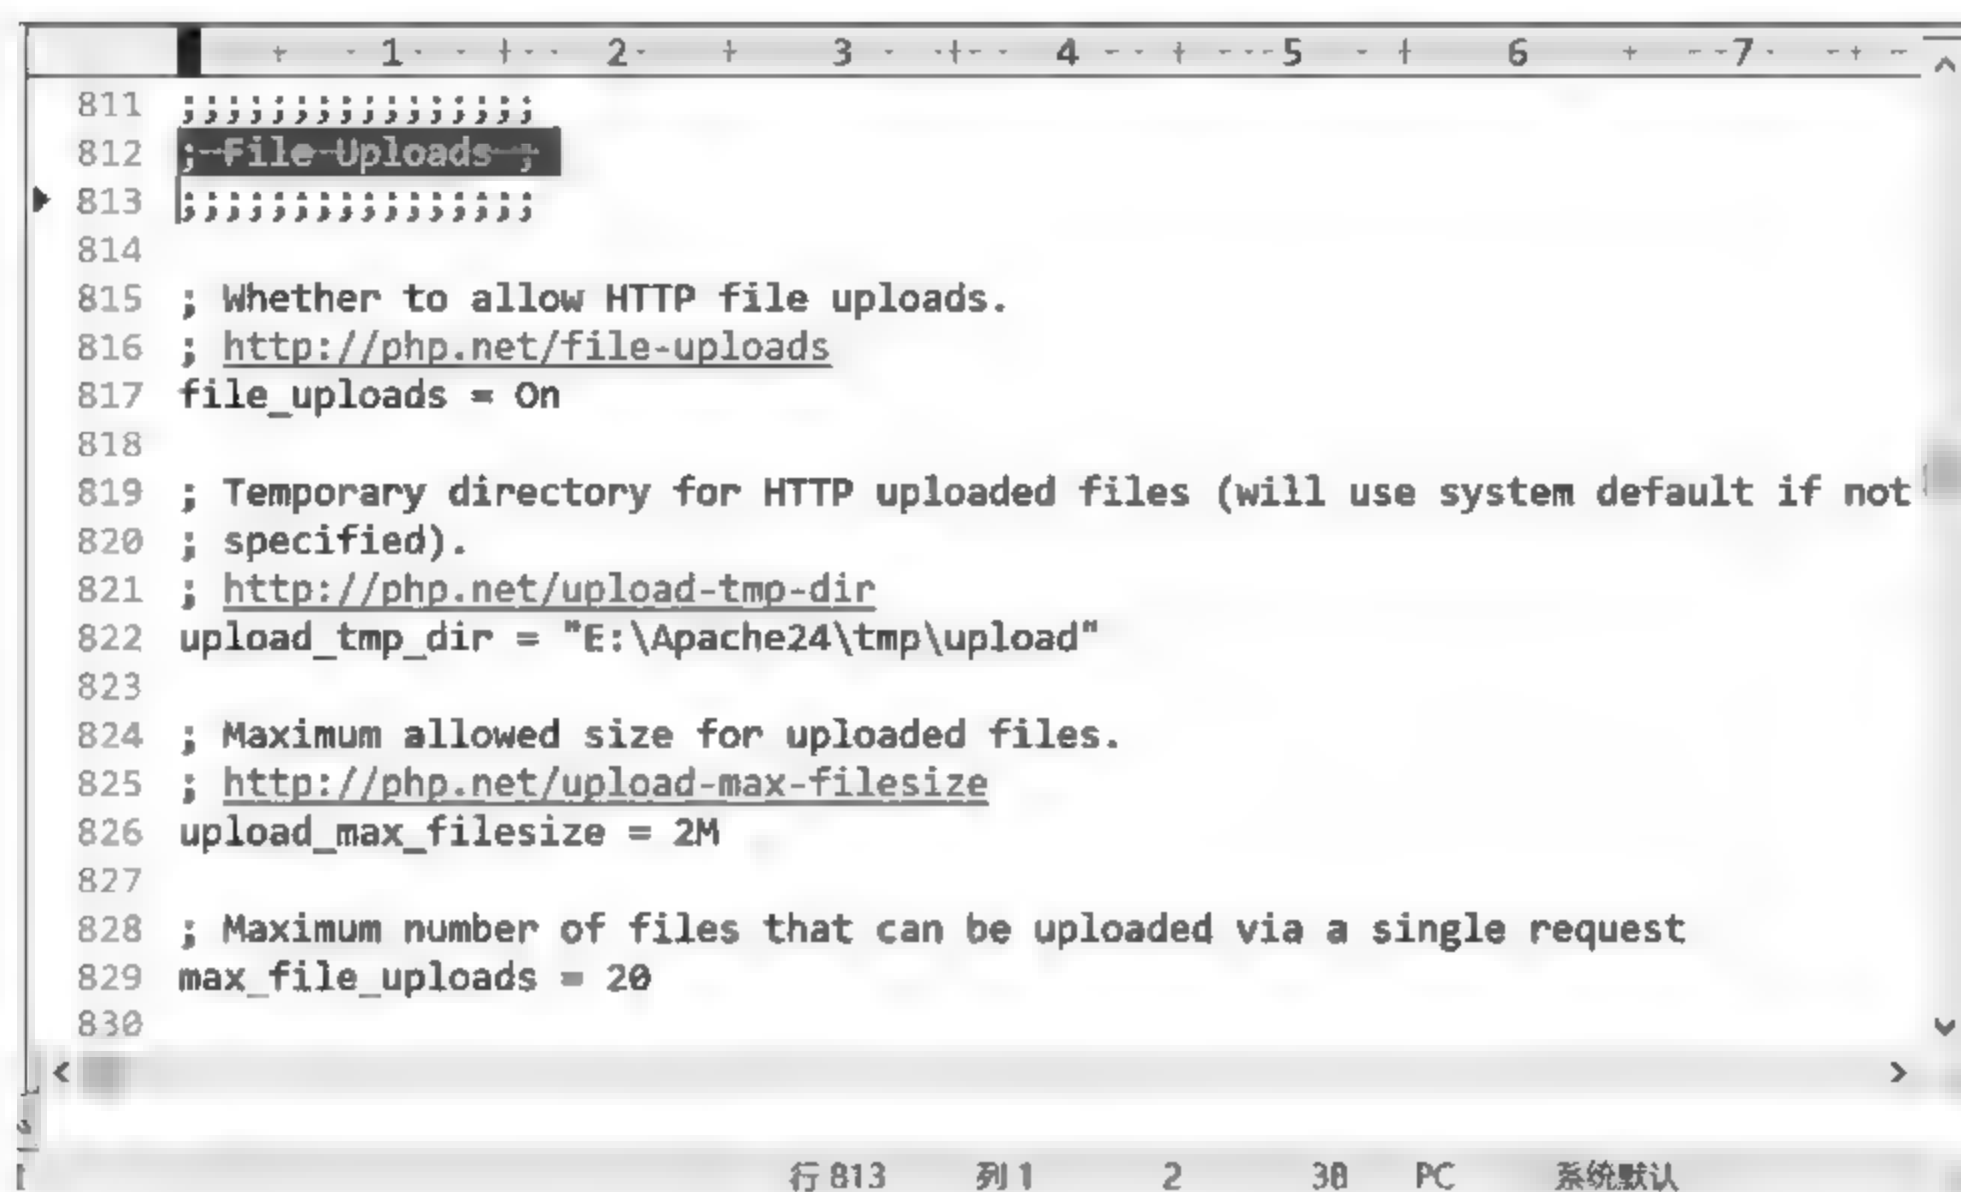 1 2 3 4 5 6 7
811 ;;;;;;;;;;;;;;;;
812 ; File Uploads ;
813 ;;;;;;;;;;;;;;;;
814
815 ; Whether to allow HTTP file uploads.
816 ; http://php.net/file-uploads
817 file_uploads = On
818
819 ; Temporary directory for HTTP uploaded files (will use system default if not
820 ; specified).
821 ; http://php.net/upload-tmp-dir
822 upload_tmp_dir = "E:\Apache24\tmp\upload"
823
824 ; Maximum allowed size for uploaded files.
825 ; http://php.net/upload-max-filesize
826 upload_max_filesize = 2M
827
828 ; Maximum number of files that can be uploaded via a single request
829 max_file_uploads = 20
830
行 813 列 1 2 PC 系统默认